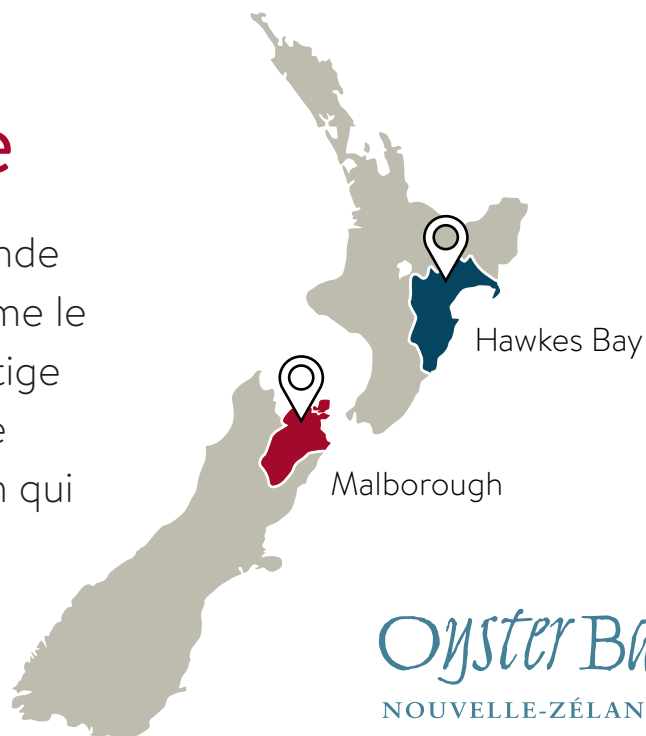 e
nde
me le
tige
e
n qui
Hawkes Bay
Malborough
Oyster Ba
NOUVELLE-ZÉLAN